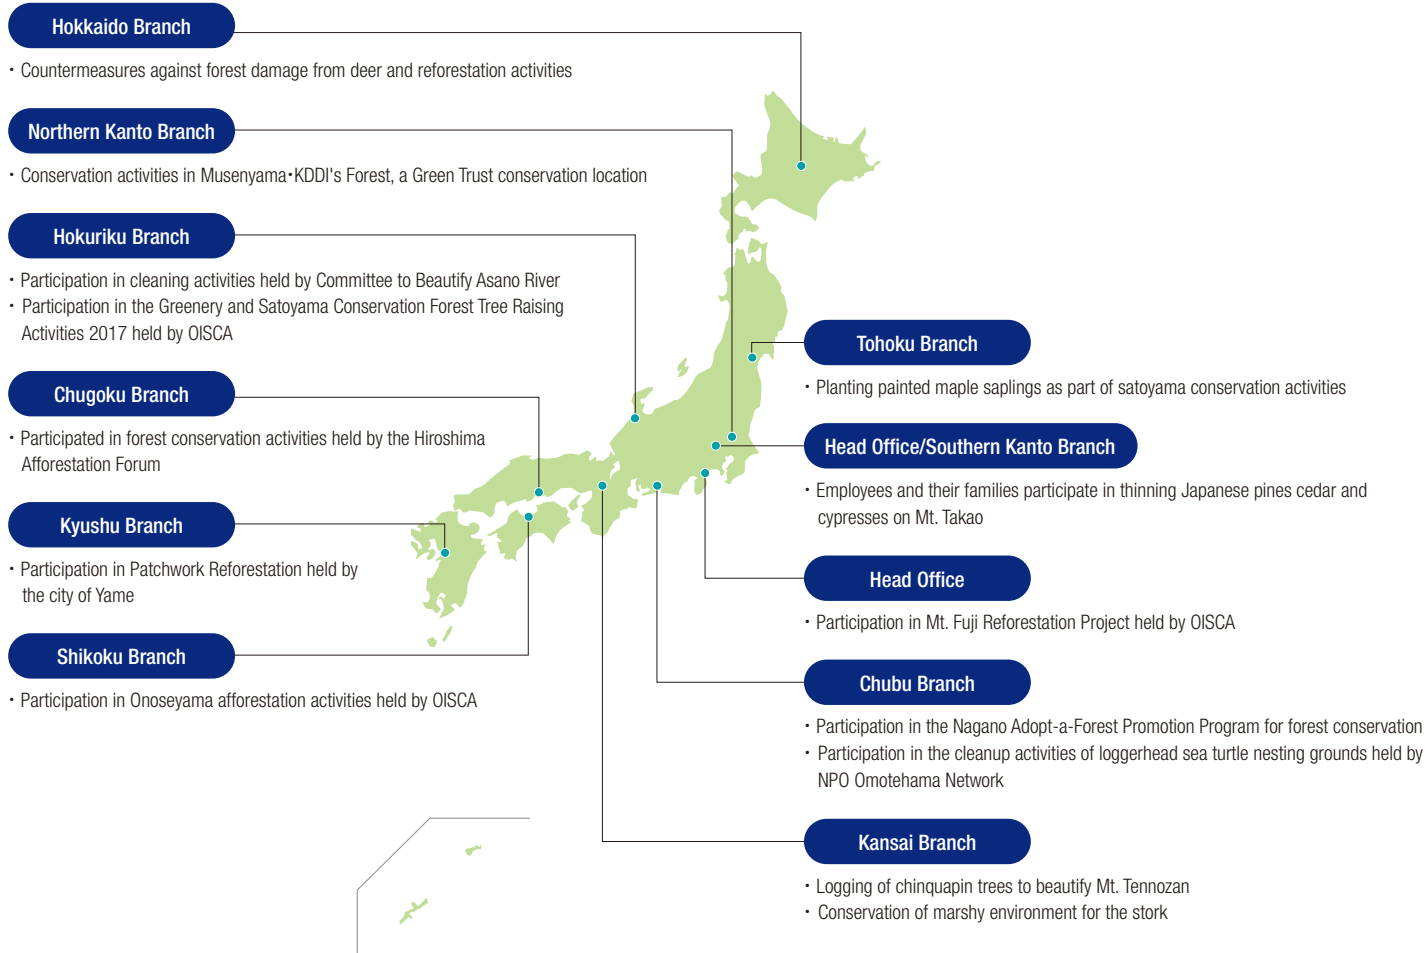 Hokkaido Branch
・Countermeasures against forest damage from deer and reforestation activities
Northern Kanto Branch
・Conservation activities in Musenyama・KDDI's Forest, a Green Trust conservation location
Hokuriku Branch
・Participation in cleaning activities held by Committee to Beautify Asano River
・Participation in the Greenery and Satoyama Conservation Forest Tree Raising
Activities 2017 held by OISCA
Chugoku Branch
・Participated in forest conservation activities held by the Hiroshima
Afforestation Forum
Kyushu Branch
・Participation in Patchwork Reforestation held by
the city of Yame
Shikoku Branch
・Participation in Onoseyama afforestation activities held by OISCA
Tohoku Branch
・Planting painted maple saplings as part of satoyama conservation activities
Head Office/Southern Kanto Branch
・Employees and their families participate in thinning Japanese pines cedar and
cypresses on Mt. Takao
Head Office
・Participation in Mt. Fuji Reforestation Project held by OISCA
Chubu Branch
・Participation in the Nagano Adopt-a-Forest Promotion Program for forest conservation
・Participation in the cleanup activities of loggerhead sea turtle nesting grounds held by
NPO Omotehama Network
Kansai Branch
・Logging of chinquapin trees to beautify Mt. Tennozan
・Conservation of marshy environment for the stork